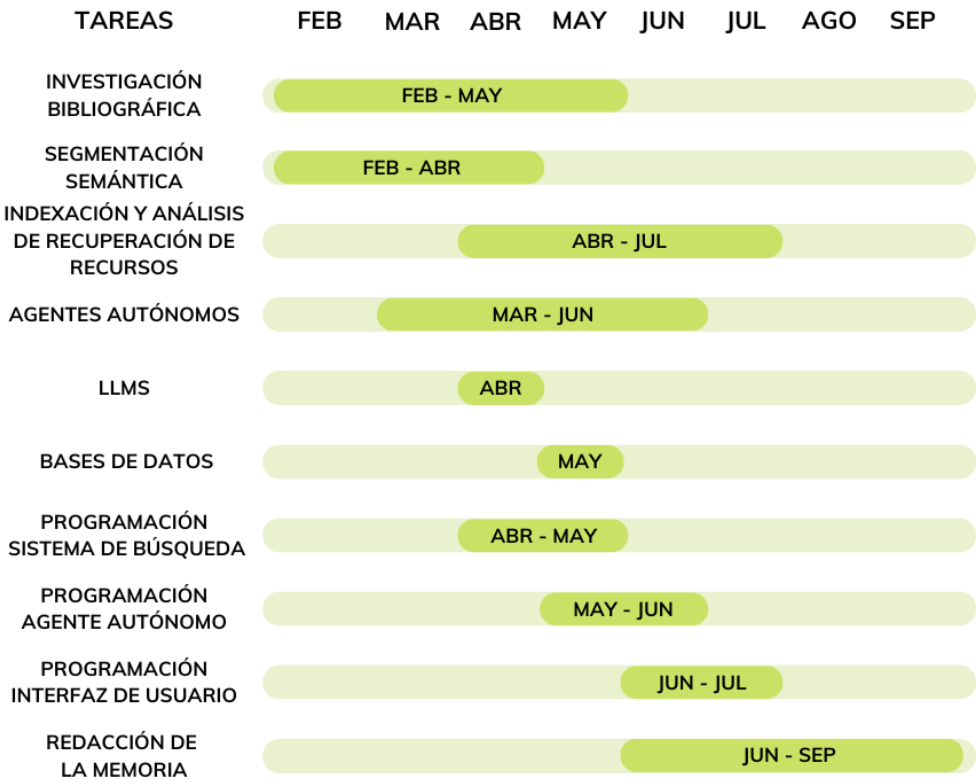 TAREAS FEB MAR ABR MAY JUN JUL AGO SEP
INVESTIGACIÓN
BIBLIOGRÁFICA
FEB - MAY
SEGMENTACIÓN
SEMÁNTICA
FEB - ABR
INDEXACIÓN Y ANÁLISIS
DE RECUPERACIÓN DE
RECURSOS
ABR - JUL
AGENTES AUTÓNOMOS
MAR - JUN
LLMS
ABR
BASES DE DATOS
MAY
PROGRAMACIÓN
SISTEMA DE BÚSQUEDA
ABR - MAY
PROGRAMACIÓN
AGENTE AUTÓNOMO
MAY - JUN
PROGRAMACIÓN
INTERFAZ DE USUARIO
JUN - JUL
REDACCIÓN DE
LA MEMORIA
JUN - SEP